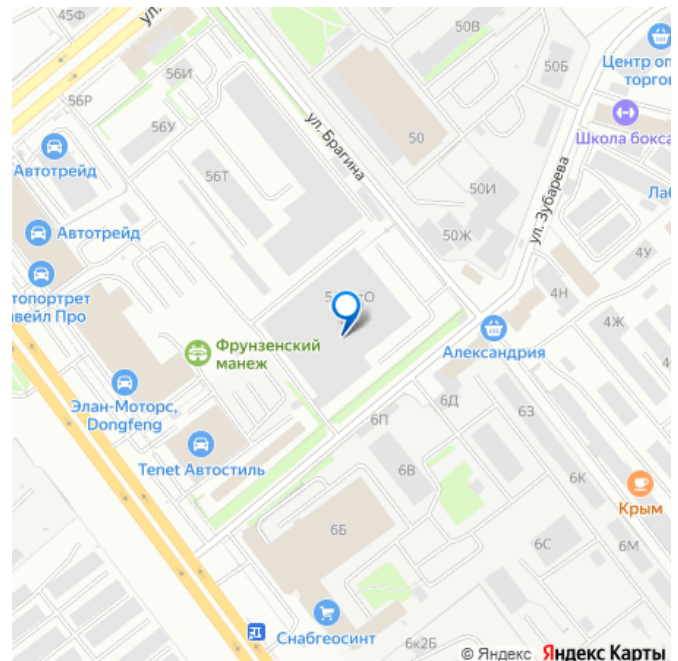 45Ф
ул.
56И
50В
50Б
Центр оп
торгов
56Р
56У
ул. Брагина
50
Школа бокса
Автотрейд
56Т
50И
ул. Зубарева
Лаб
Автотрейд
50Ж
4У
топортрет
авейл Про
4Н
4Ж
Александрия
Фрунзенский
манеж
Элан-Моторс,
Dongfeng
6П
6Д
63
Tenet Автостиль
6В
6К
Крым
6Б
6С
6М
Снабгеосинт
6к2Б
© Яндекс Яндекс Карты